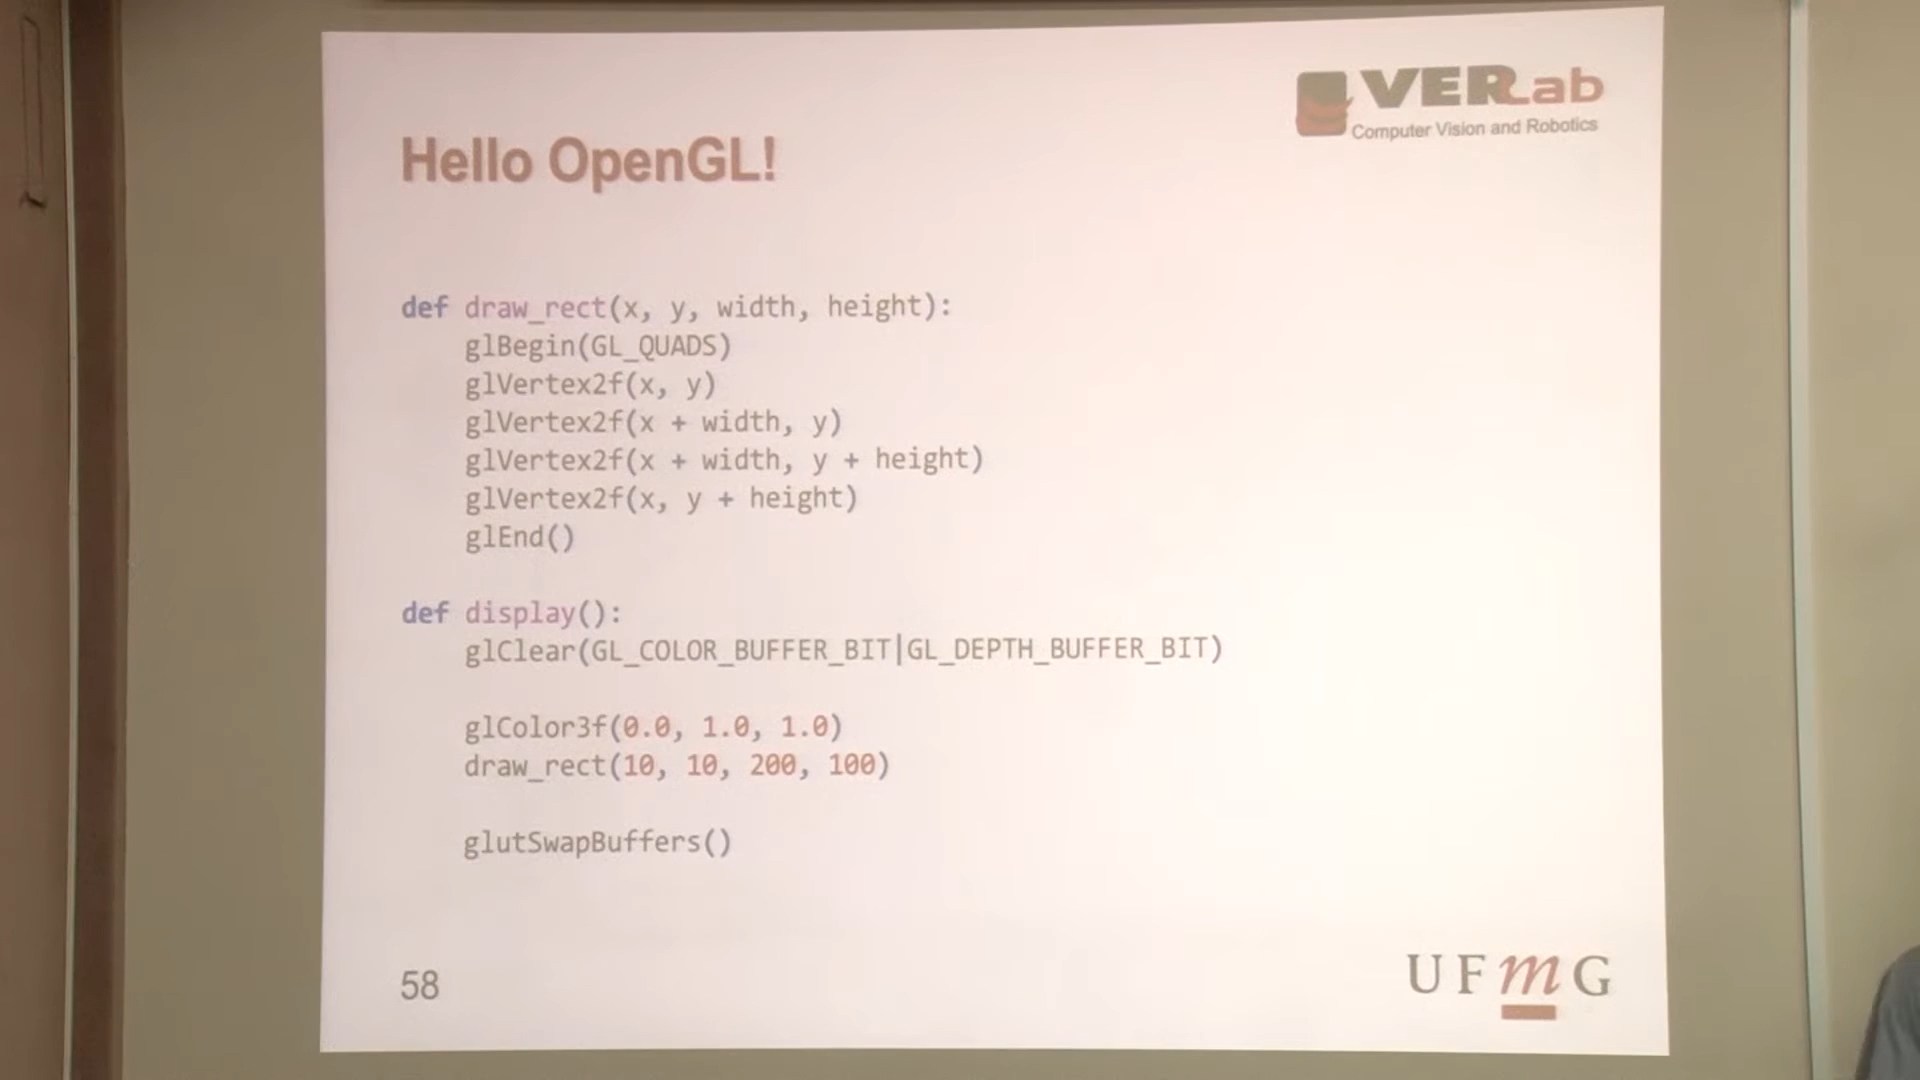 VERLab
Computer Vision and Robotics
Hello OpenGL!
def draw_rect(x, y, width, height):
    glBegin(GL_QUADS)
    glVertex2f(x, y)
    glVertex2f(x + width, y)
    glVertex2f(x + width, y + height)
    glVertex2f(x, y + height)
    glEnd()
def display():
    glClear(GL_COLOR_BUFFER_BIT|GL_DEPTH_BUFFER_BIT)
    glColor3f(0.0, 1.0, 1.0)
    draw_rect(10, 10, 200, 100)
    glutSwapBuffers()
58
UFmG